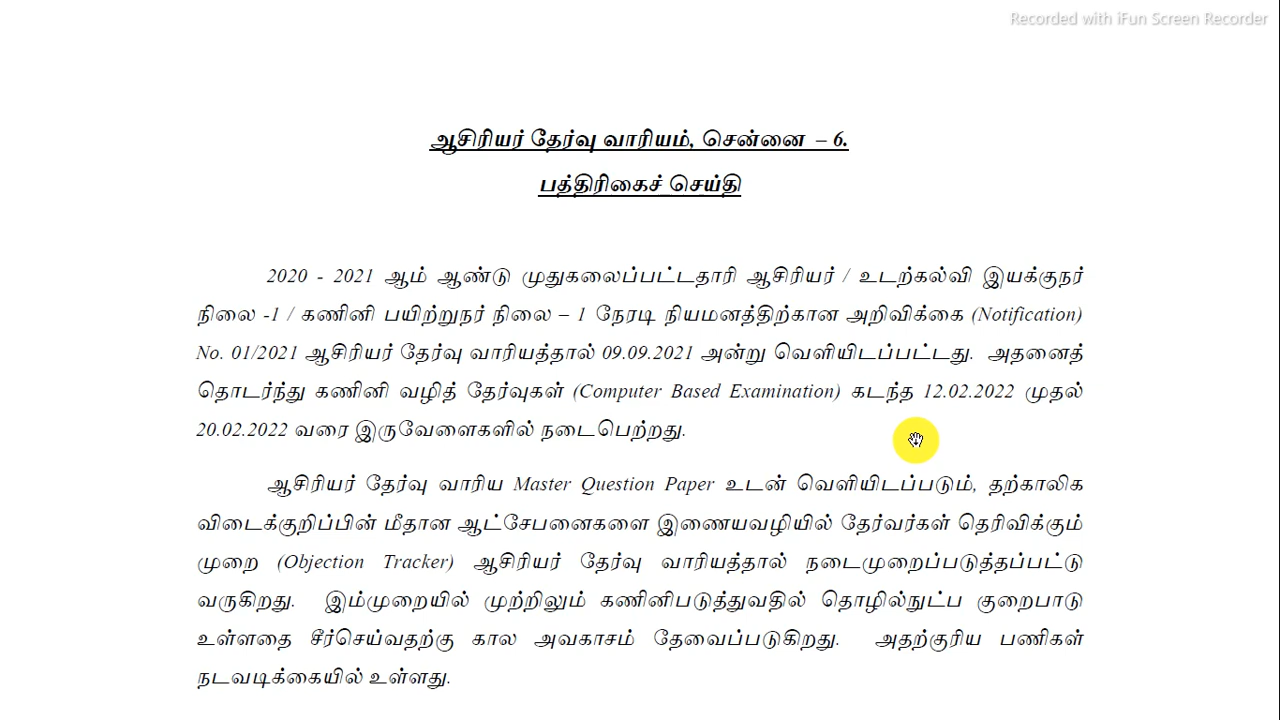 Recorded with iFun Screen Recorder
ஆசிரியர் தேர்வு வாரியம், சென்னை – 6.
பத்திரிகைச் செய்தி
2020 - 2021 ஆம் ஆண்டு முதுகலைப்பட்டதாரி ஆசிரியர் / உடற்கல்வி இயக்குநர்
நிலை -1 / கணினி பயிற்றுநர் நிலை – 1 நேரடி நியமனத்திற்கான அறிவிக்கை (Notification)
No. 01/2021 ஆசிரியர் தேர்வு வாரியத்தால் 09.09.2021 அன்று வெளியிடப்பட்டது. அதனைத்
தொடர்ந்து கணினி வழித் தேர்வுகள் (Computer Based Examination) கடந்த 12.02.2022 முதல்
20.02.2022 வரை இருவேளைகளில் நடைபெற்றது.
ஆசிரியர் தேர்வு வாரிய Master Question Paper உடன் வெளியிடப்படும், தற்காலிக
விடைக்குறிப்பின் மீதான ஆட்சேபனைகளை இணையவழியில் தேர்வர்கள் தெரிவிக்கும்
முறை (Objection Tracker) ஆசிரியர் தேர்வு வாரியத்தால் நடைமுறைப்படுத்தப்பட்டு
வருகிறது. இம்முறையில் முற்றிலும் கணினிபடுத்துவதில் தொழில்நுட்ப குறைபாடு
உள்ளதை சீர்செய்வதற்கு கால அவகாசம் தேவைப்படுகிறது. அதற்குரிய பணிகள்
நடவடிக்கையில் உள்ளது.